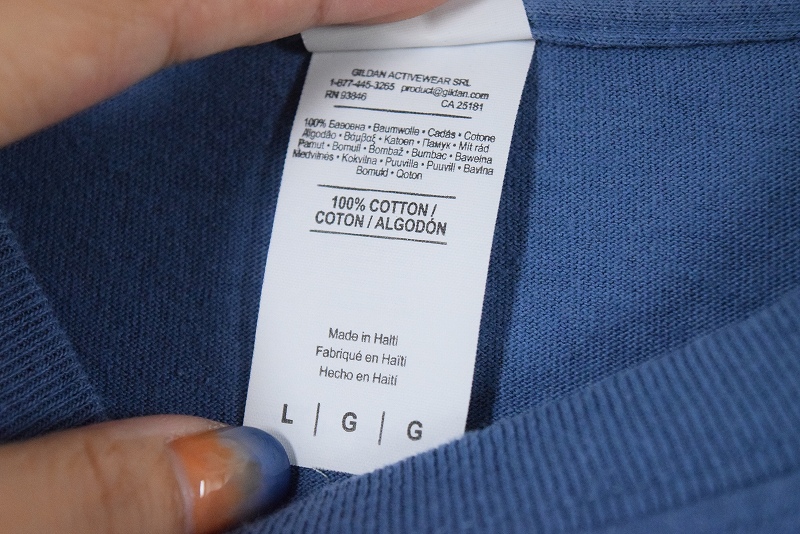 GILDAN ACTIVEWEAR SRL
1-877-445-3265 product@gildan.com
RN 93846 CA 25181
100% Бавовна • Baumwolle • Cadás • Cotone
Algodão • Βαμβαξ • Katoen • Памук • Mit rád
Pamut • Bomull • Bombaž • Bumbac • Bawełna
Medvilnės • Kokvilna • Puuvilla • Puuvill • Bavlna
Bomuld • Qoton
100% COTTON /
COTON / ALGODÓN
Made in Haiti
Fabriqué en Haïti
Hecho en Haití
L | G | G